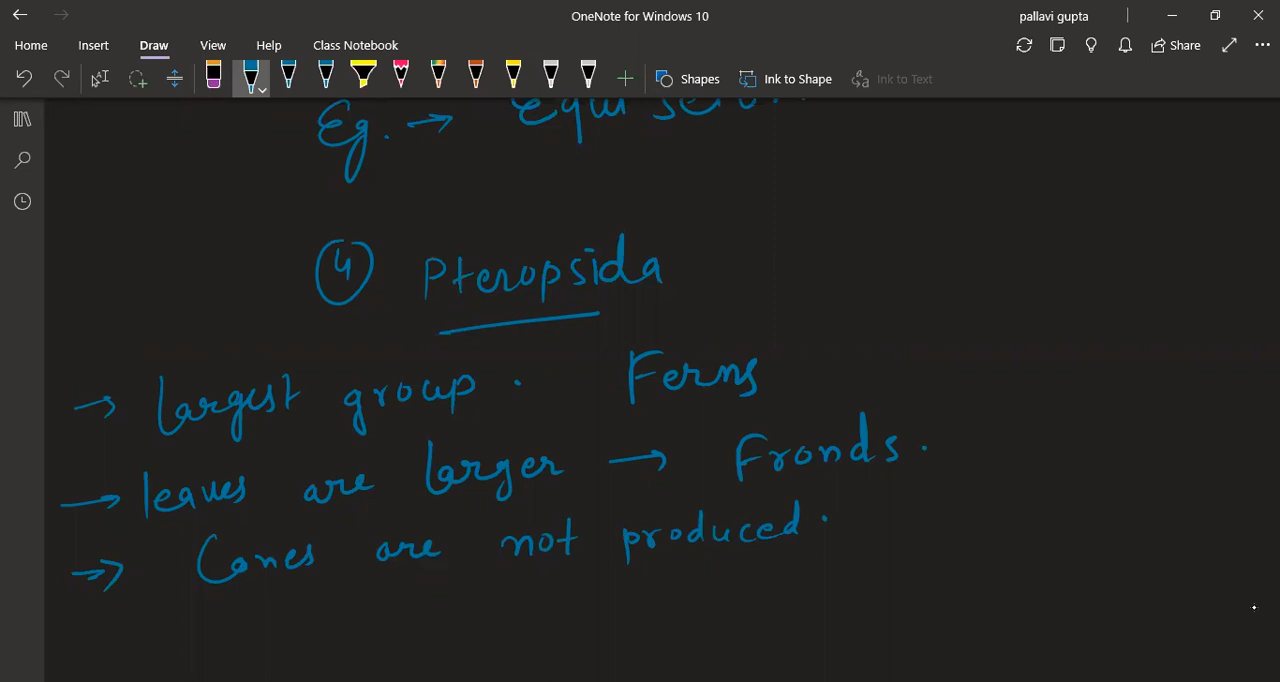 OneNote for Windows 10
pallavi gupta
Home Insert Draw View Help Class Notebook
Share
Shapes Ink to Shape Ink to Text
Eg. → Equiseto.
④ Pteropsida
→ largest group. Ferns
→ leaves are larger → Fronds.
→ Cones are not produced.